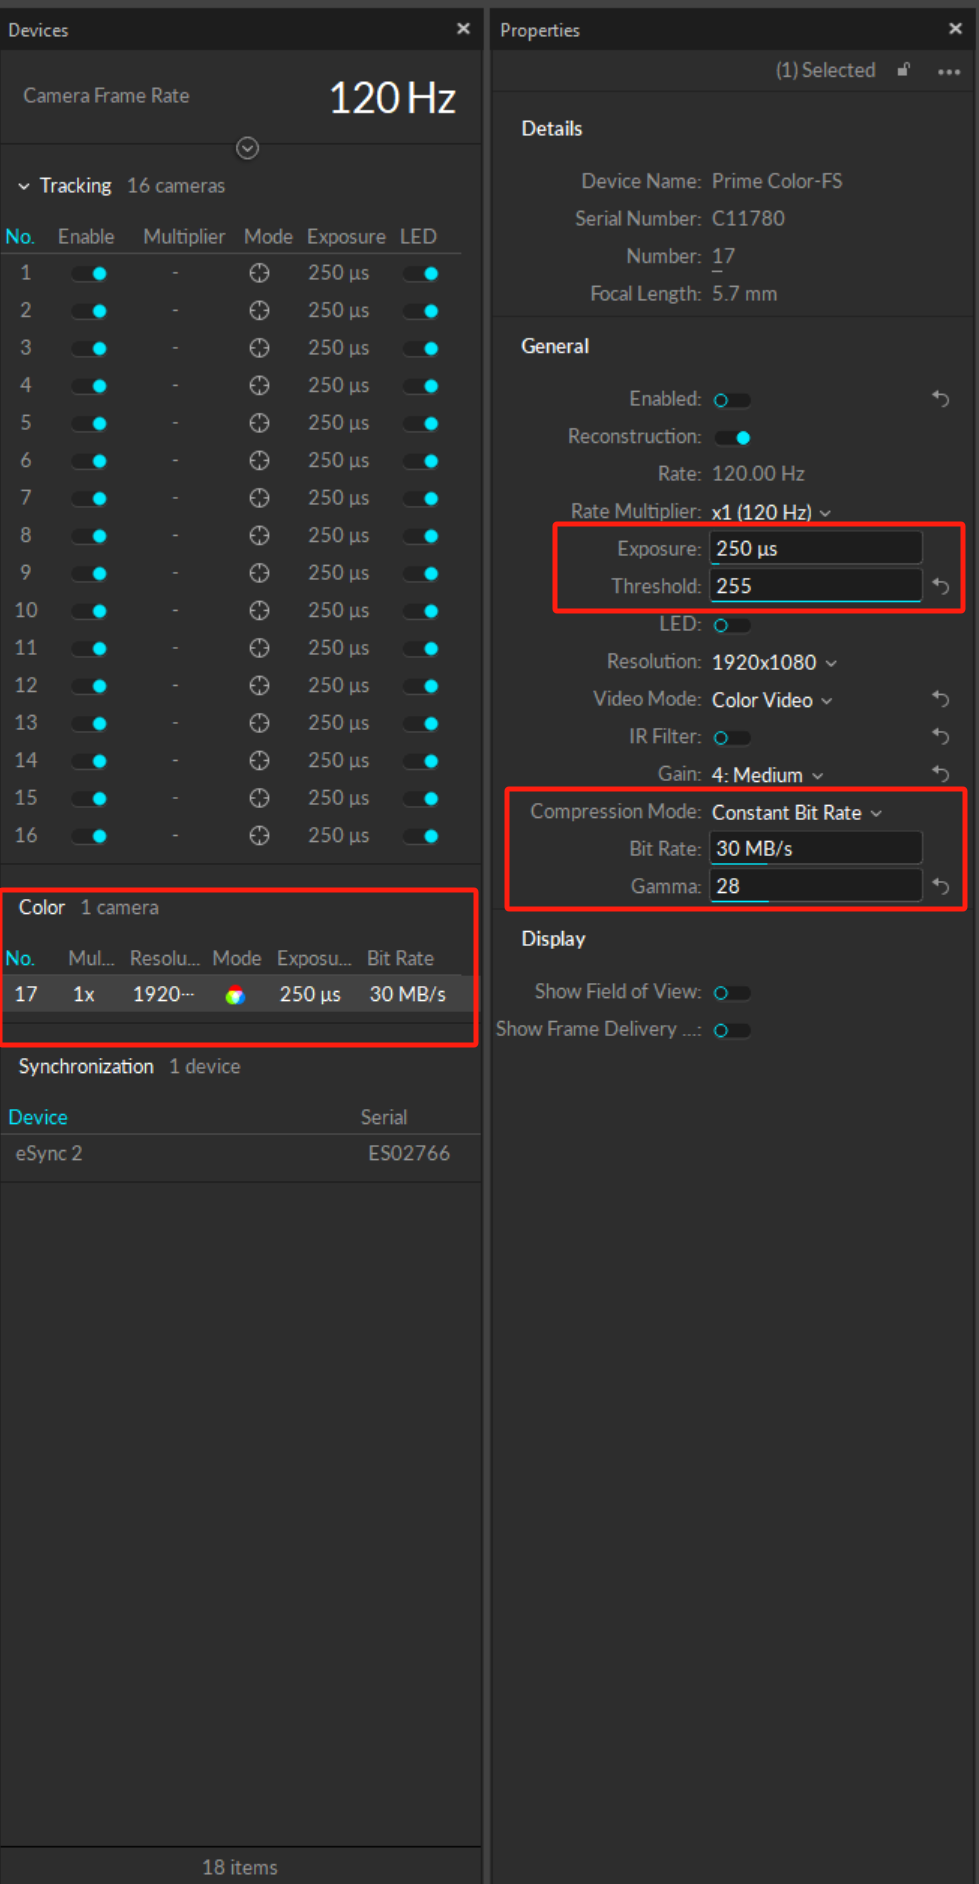 Devices
Camera Frame Rate 120 Hz
Tracking 16 cameras
No. Enable Multiplier Mode Exposure LED
1 - 250 µs
2 - 250 µs
3 - 250 µs
4 - 250 µs
5 - 250 µs
6 - 250 µs
7 - 250 µs
8 - 250 µs
9 - 250 µs
10 - 250 µs
11 - 250 µs
12 - 250 µs
13 - 250 µs
14 - 250 µs
15 - 250 µs
16 - 250 µs
Color 1 camera
No. Mul... Resolu... Mode Exposu... Bit Rate
17 1x 1920··· 250 µs 30 MB/s
Synchronization 1 device
Device Serial
eSync 2 ES02766
18 items
Properties
(1) Selected
Details
Device Name: Prime Color-FS
Serial Number: C11780
Number: 17
Focal Length: 5.7 mm
General
Enabled:
Reconstruction:
Rate: 120.00 Hz
Rate Multiplier: x1 (120 Hz)
Exposure: 250 µs
Threshold: 255
LED:
Resolution: 1920x1080
Video Mode: Color Video
IR Filter:
Gain: 4: Medium
Compression Mode: Constant Bit Rate
Bit Rate: 30 MB/s
Gamma: 28
Display
Show Field of View:
Show Frame Delivery ...: